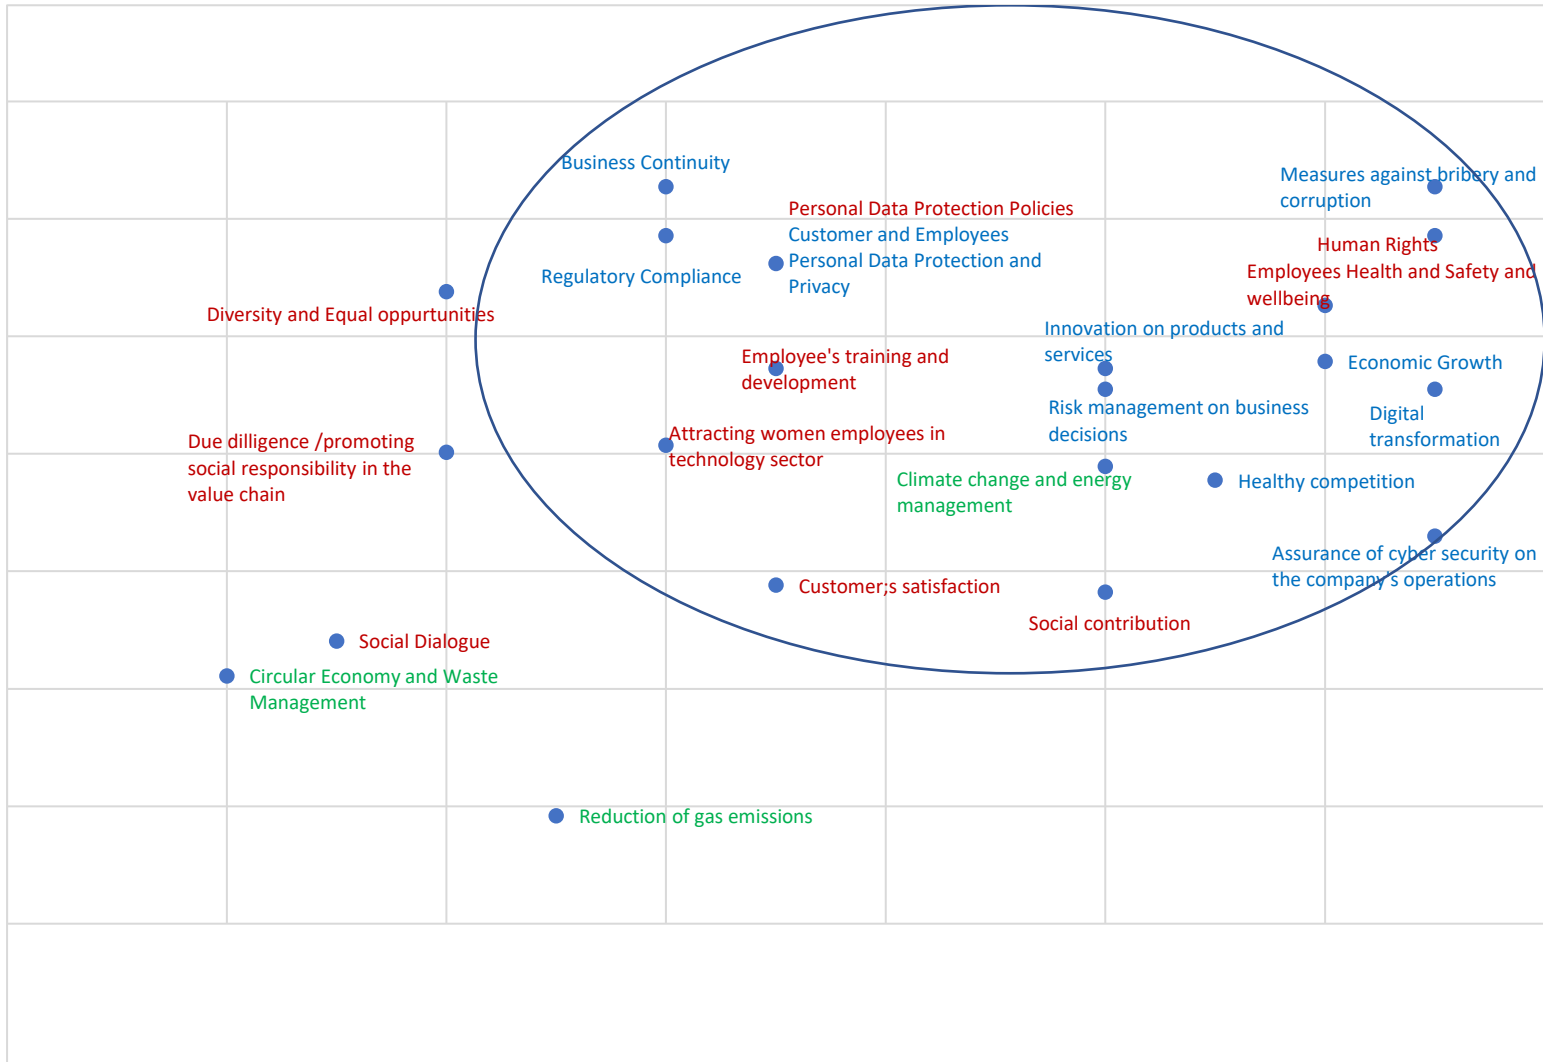 Business Continuity
Measures against bribery and
corruption
Personal Data Protection Policies
Customer and Employees
Personal Data Protection and
Privacy
Regulatory Compliance
Human Rights
Employees Health and Safety and
wellbeing
Diversity and Equal oppurtunities
Innovation on products and
services
Employee's training and
development
Economic Growth
Risk management on business
decisions
Digital
transformation
Due dilligence /promoting
social responsibility in the
value chain
Attracting women employees in
technology sector
Climate change and energy
management
Healthy competition
Assurance of cyber security on
the company's operations
Customer;s satisfaction
Social contribution
Social Dialogue
Circular Economy and Waste
Management
Reduction of gas emissions